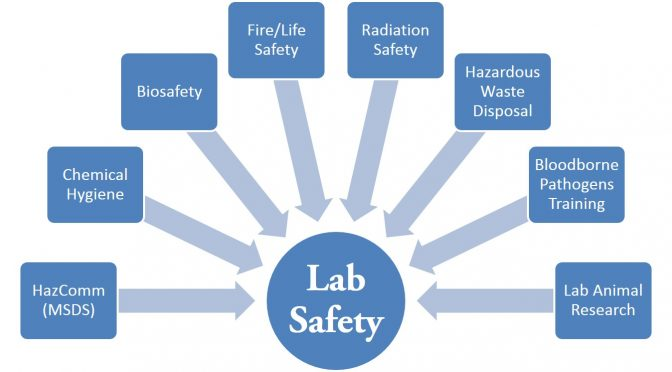 Fire/Life
Safety
Radiation
Safety
Biosafety
Hazardous
Waste
Disposal
Chemical
Hygiene
Bloodborne
Pathogens
Training
HazComm
(MSDS)
Lab
Safety
Lab Animal
Research